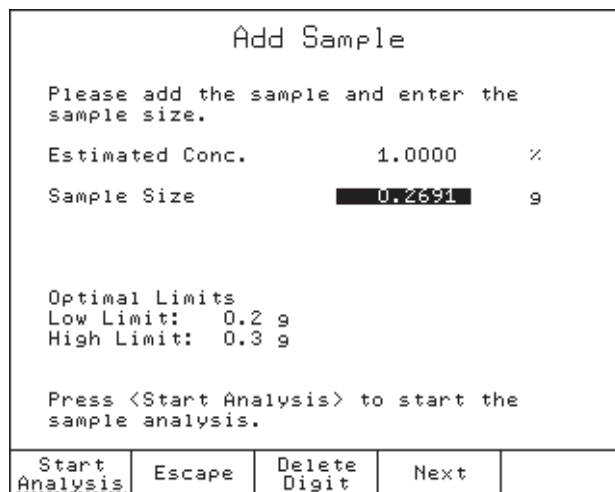 Add Sample
Please add the sample and enter the
sample size.
Estimated Conc. 1.0000 %
Sample Size 0.2691 g
Optimal Limits
Low Limit: 0.2 g
High Limit: 0.3 g
Press <Start Analysis> to start the
sample analysis.
Start Analysis
Escape
Delete Digit
Next